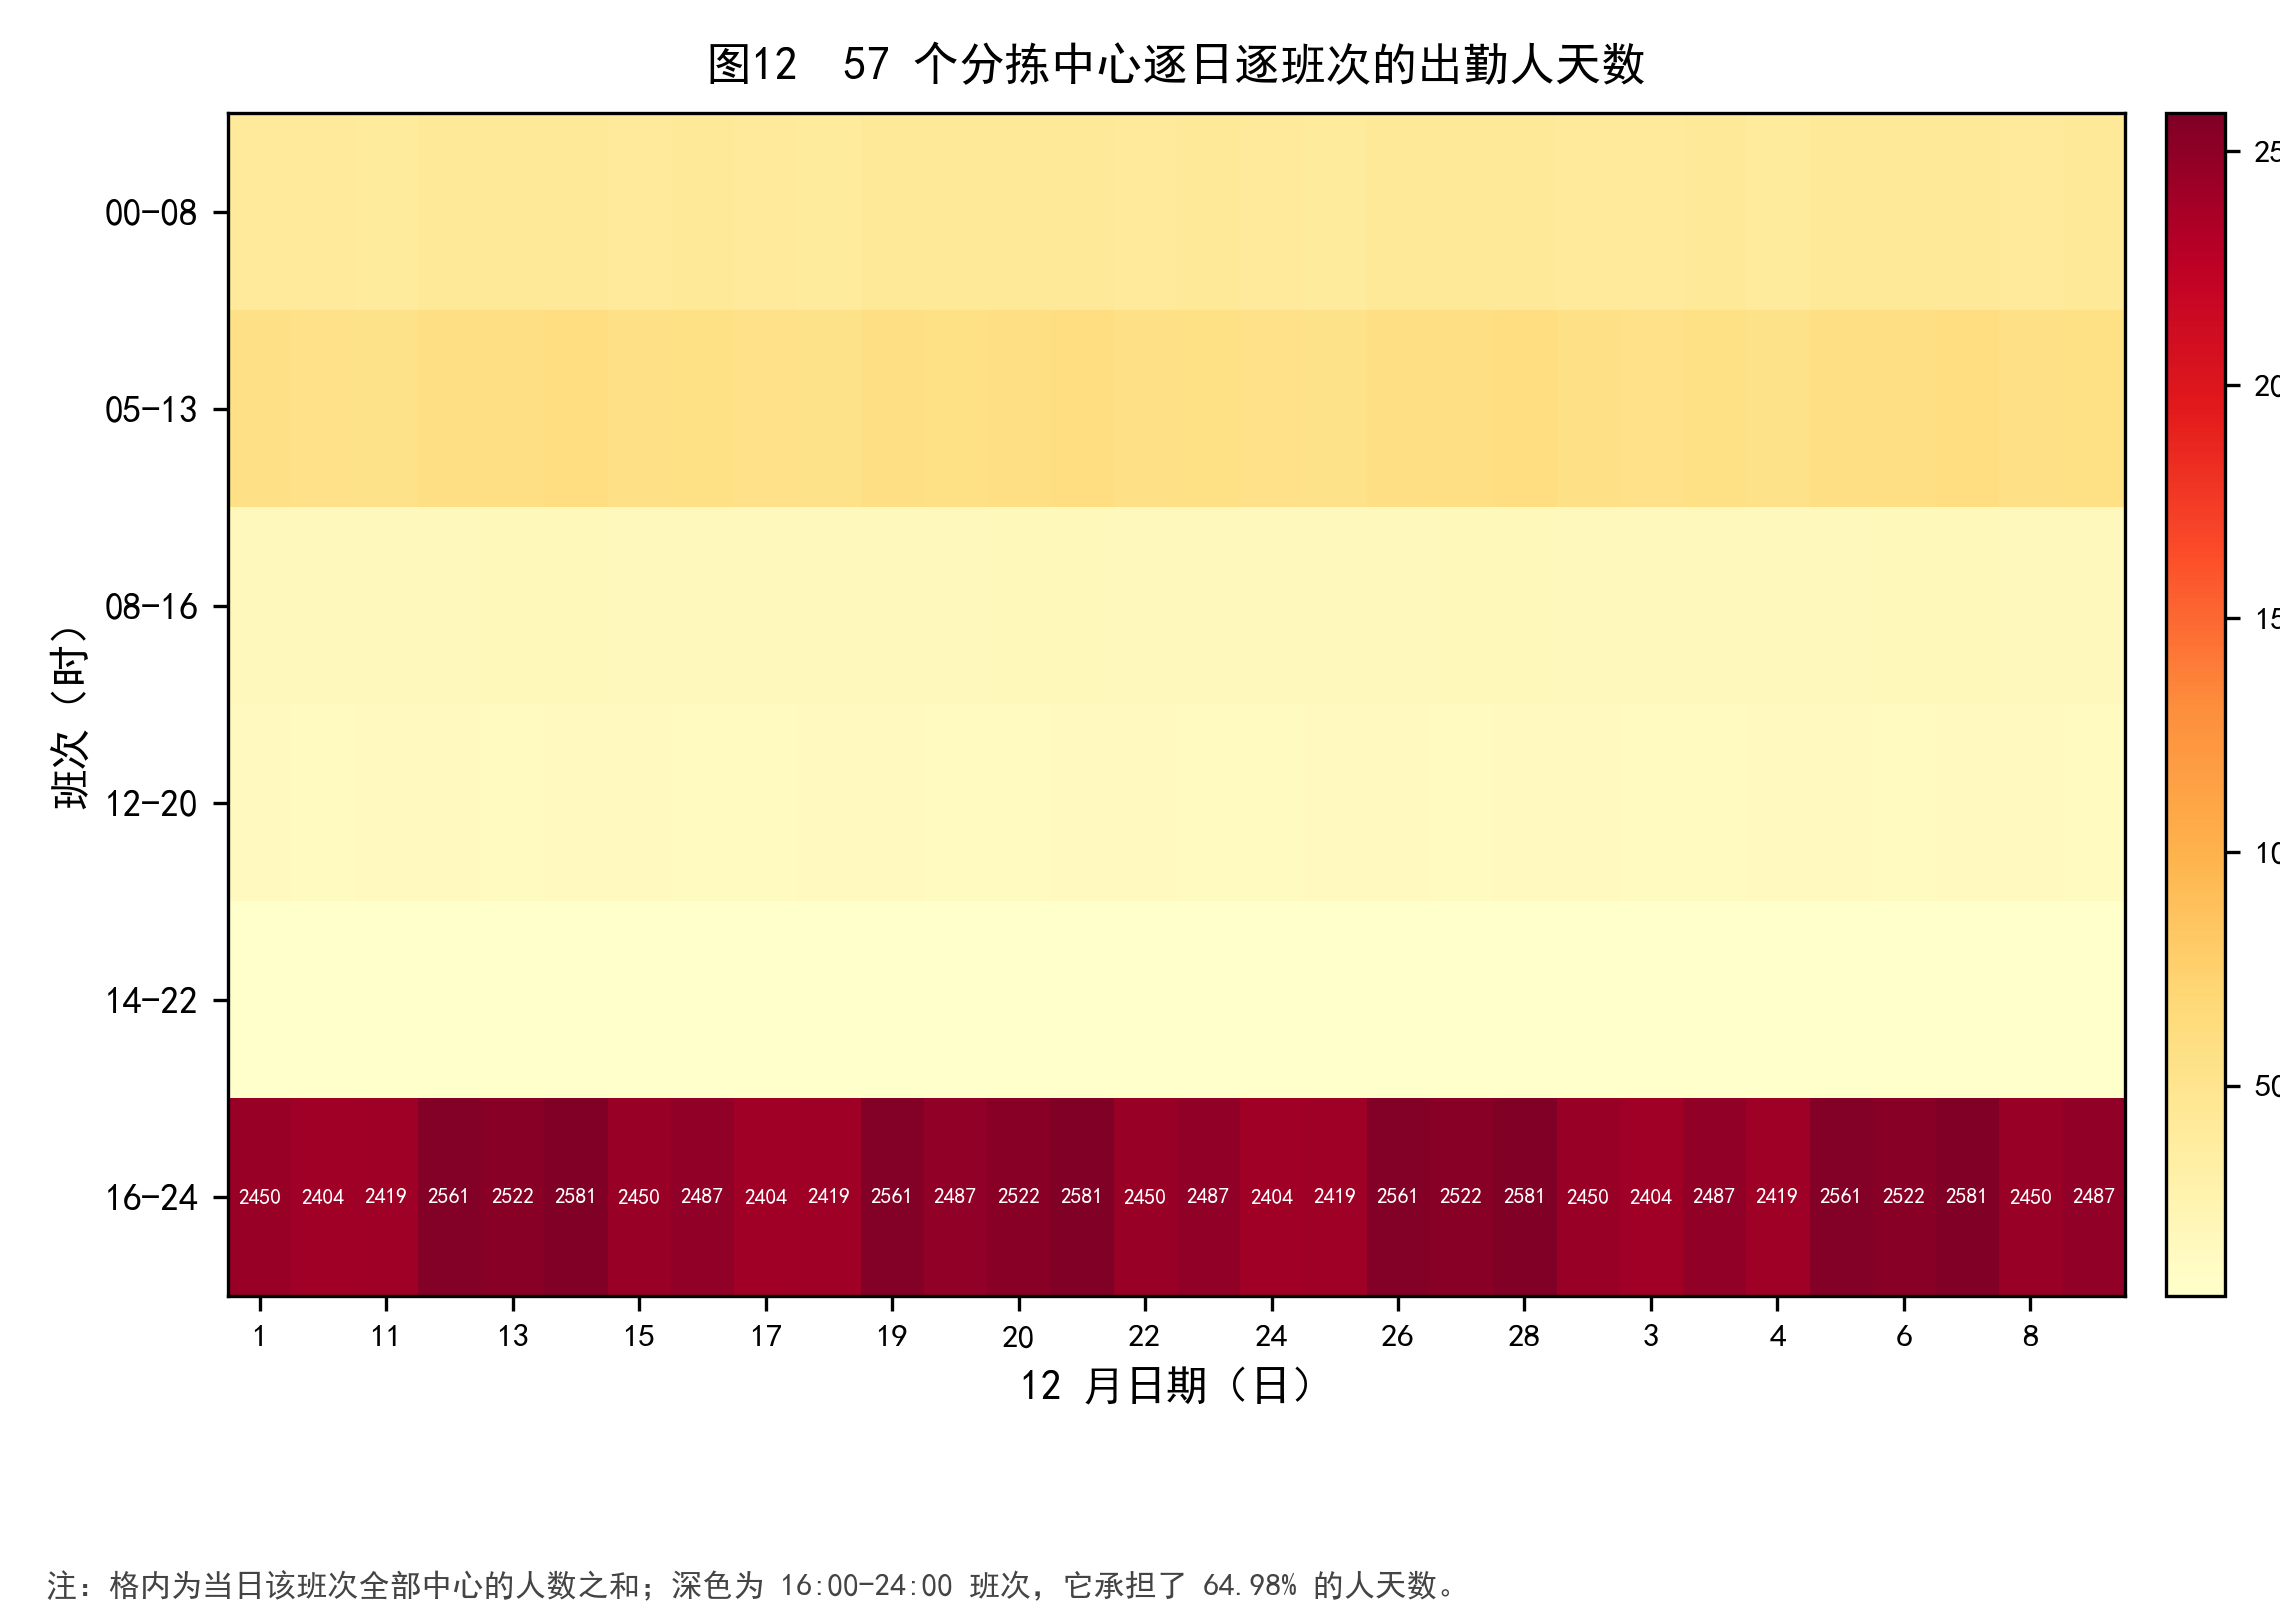 图12　57 个分拣中心逐日逐班次的出勤人天数
00-08
05-13
08-16
12-20
14-22
16-24
班次（时）
2450 2404 2419 2561 2522 2581 2450 2487 2404 2419 2561 2487 2522 2581 2450 2487 2404 2419 2561 2522 2581 2450 2404 2487 2419 2561 2522 2581 2450 2487
1 11 13 15 17 19 20 22 24 26 28 3 4 6 8
12 月日期（日）
注：格内为当日该班次全部中心的人数之和；深色为 16:00-24:00 班次，它承担了 64.98% 的人天数。